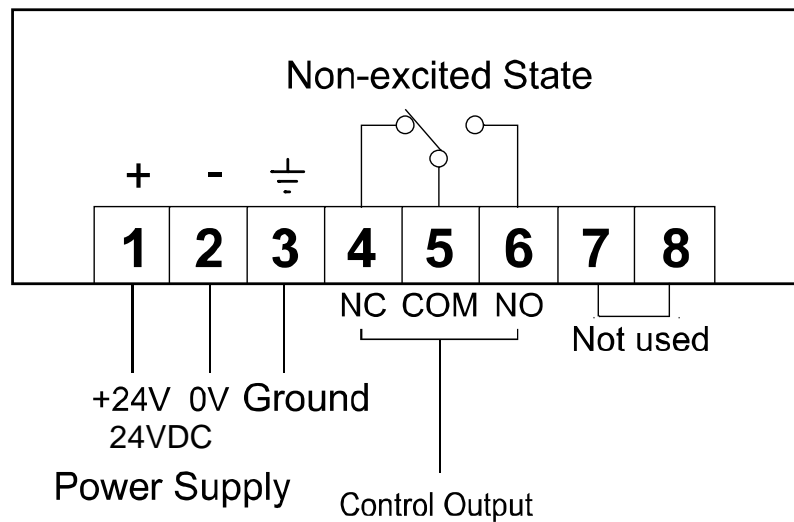 Non-excited State
+ -
1 2 3 4 5 6 7 8
NC COM NO
Not used
+24V 0V Ground
24VDC
Power Supply
Control Output